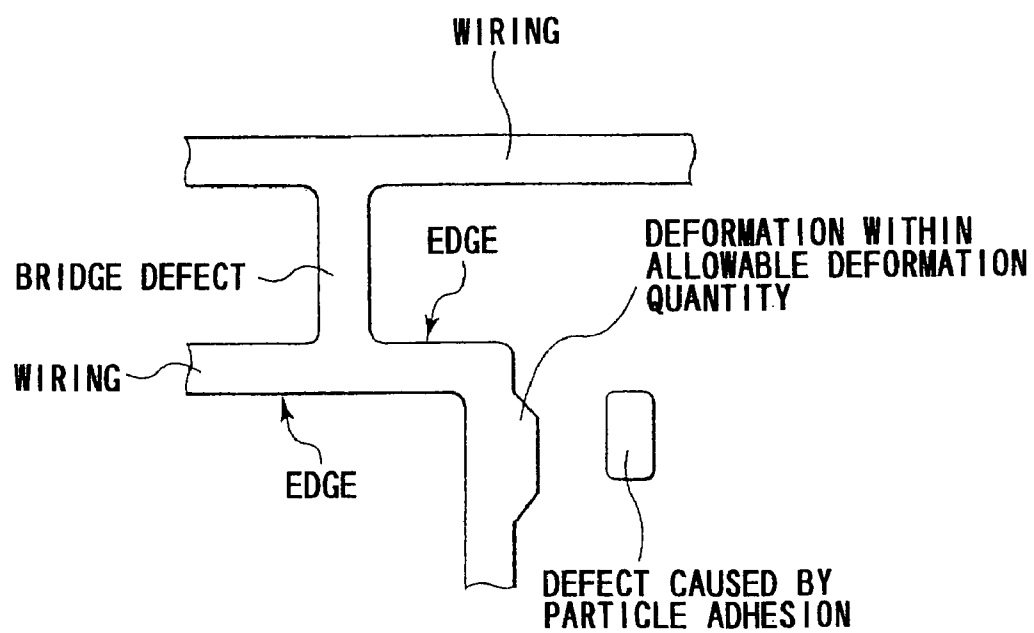 WIRING
EDGE
DEFORMATION WITHIN
ALLOWABLE DEFORMATION
QUANTITY
BRIDGE DEFECT
WIRING
EDGE
DEFECT CAUSED BY
PARTICLE ADHESION